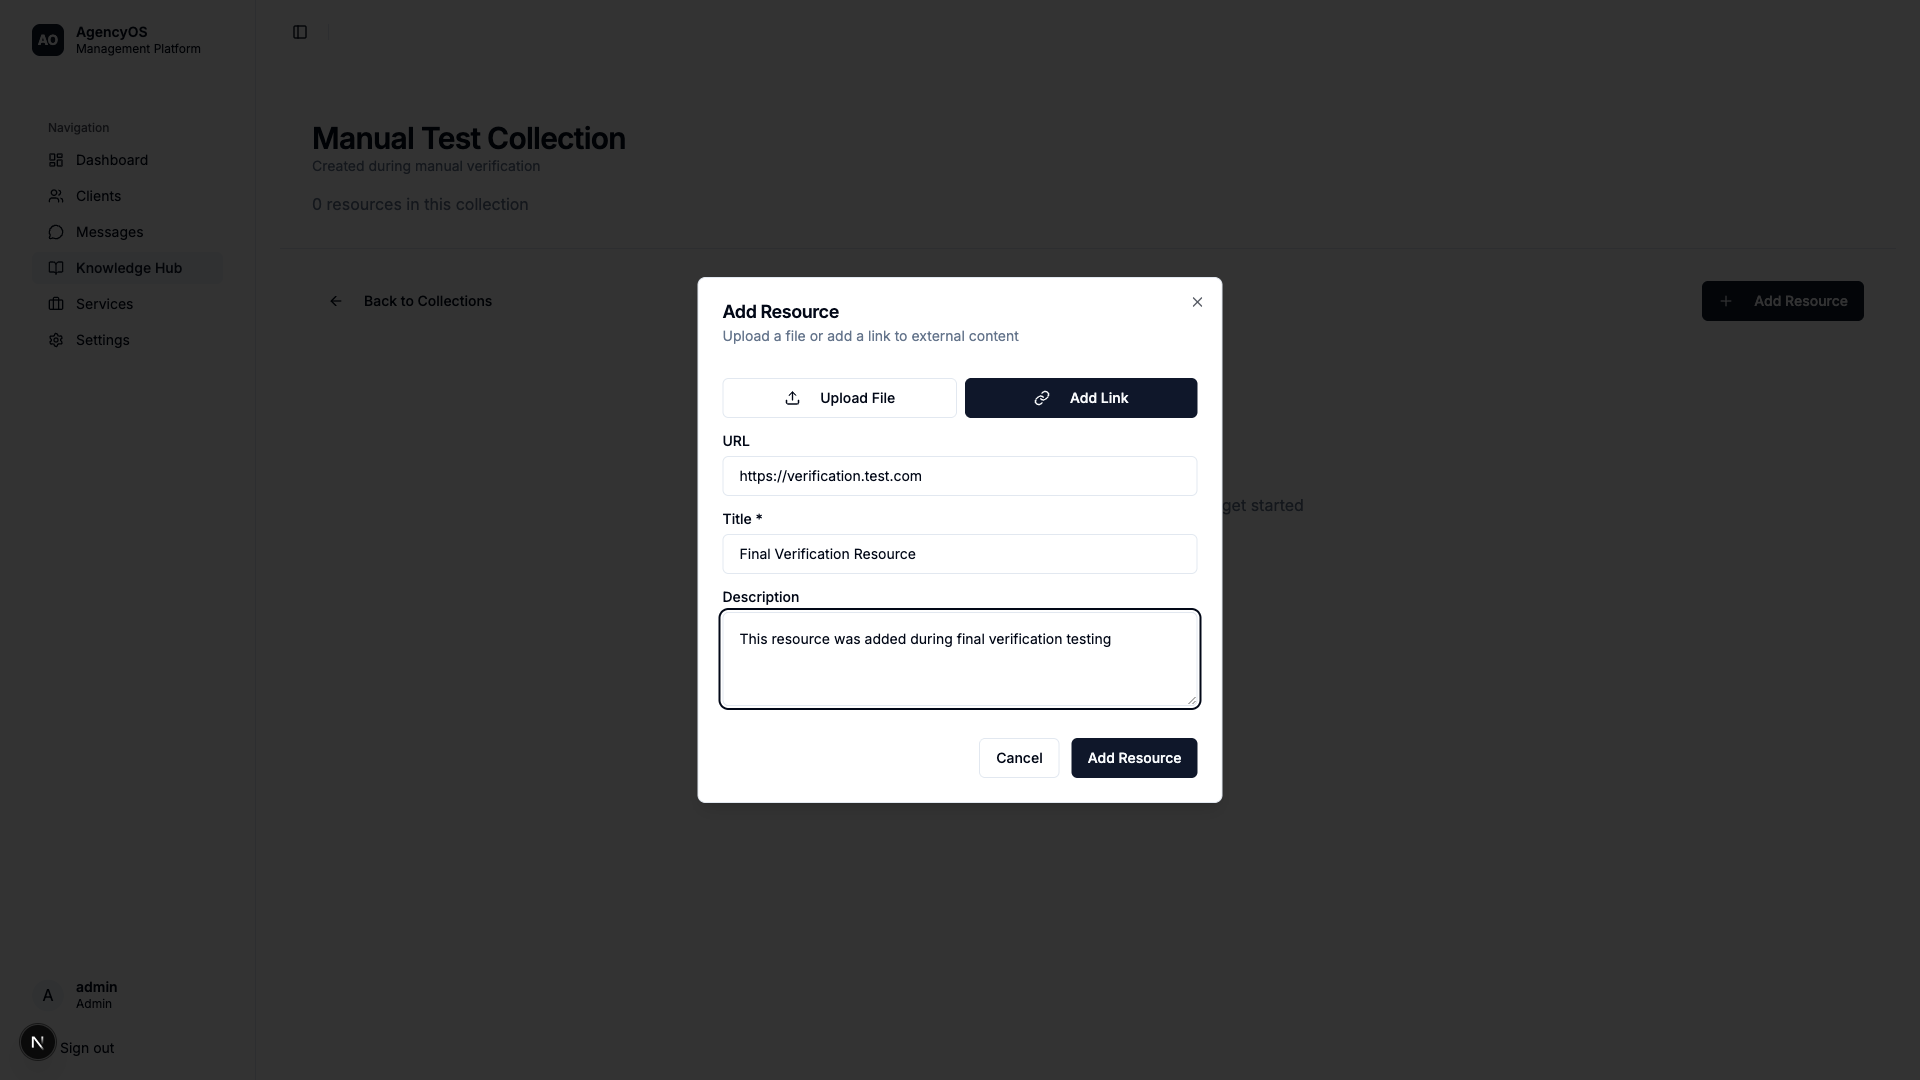 AO
AgencyOS
Management Platform
Navigation
Dashboard
Clients
Messages
Knowledge Hub
Services
Settings
admin
Admin
A
N
Sign out
Manual Test Collection
Created during manual verification
0 resources in this collection
Back to Collections
Add Resource
get started
Add Resource
Upload a file or add a link to external content
Upload File
Add Link
URL
https://verification.test.com
Title *
Final Verification Resource
Description
This resource was added during final verification testing
Cancel
Add Resource